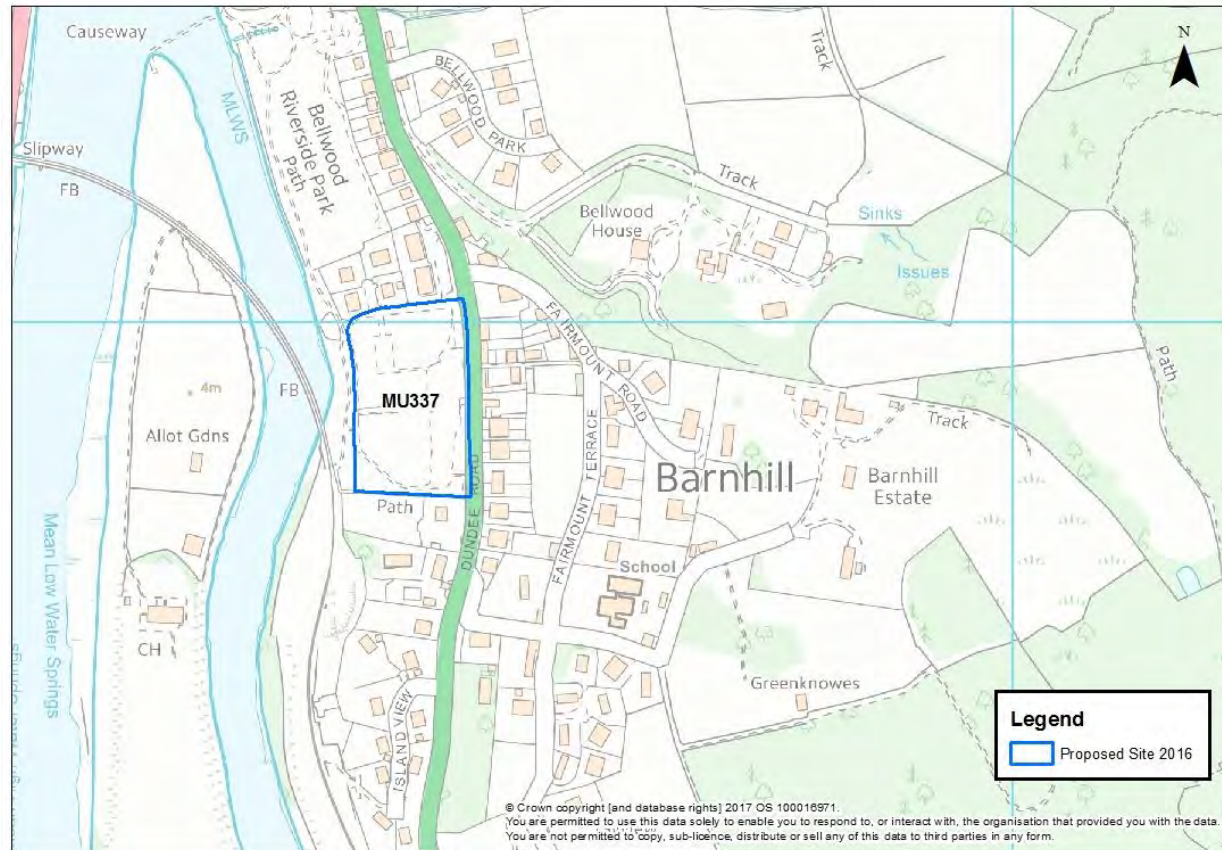 Causeway
N
Track
BELLWOOD PARK
MLWS
Bellwood
Riverside Park
Path
Slipway
FB
Track
Bellwood
House
Sinks
Issues
FAIRMOUNT ROAD
4m
FB
MU337
Allot Gdns
Path
Track
FAIRMOUNT TERRACE
Barnhill
Barnhill
Estate
DUNDEE ROAD
Path
School
Mean Low Water Springs
CH
Greenknowes
ISLAND VIEW
Water Springs
Legend
Proposed Site 2016
© Crown copyright [and database rights] 2017 OS 100016971.
You are permitted to use this data solely to enable you to respond to, or interact with, the organisation that provided you with the data.
You are not permitted to copy, sub-licence, distribute or sell any of this data to third parties in any form.